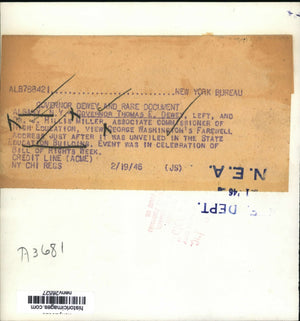 ALB788421 ............ NEW YORK BUREAU
GOVERNOR DEWEY AND RARE DOCUMENT
ALBANY, N.Y. GOVERNOR THOMAS E. DEWEY, LEFT, AND
MILLER, ASSOCIATE COMMISSIONER OF
EDUCATION, VIEW GEORGE WASHINGTON'S FAREWELL
ADDRESS JUST AFTER IT WAS UNVEILED IN THE STATE
EDUCATION BUILDING. EVENT WAS IN CELEBRATION OF
BILL OF RIGHTS WEEK.
CREDIT LINE (ACME)
NY CHI REGS 2/19/46 (JS)
N.E.A.
'46
DEPT.
A3681
historicimages.com